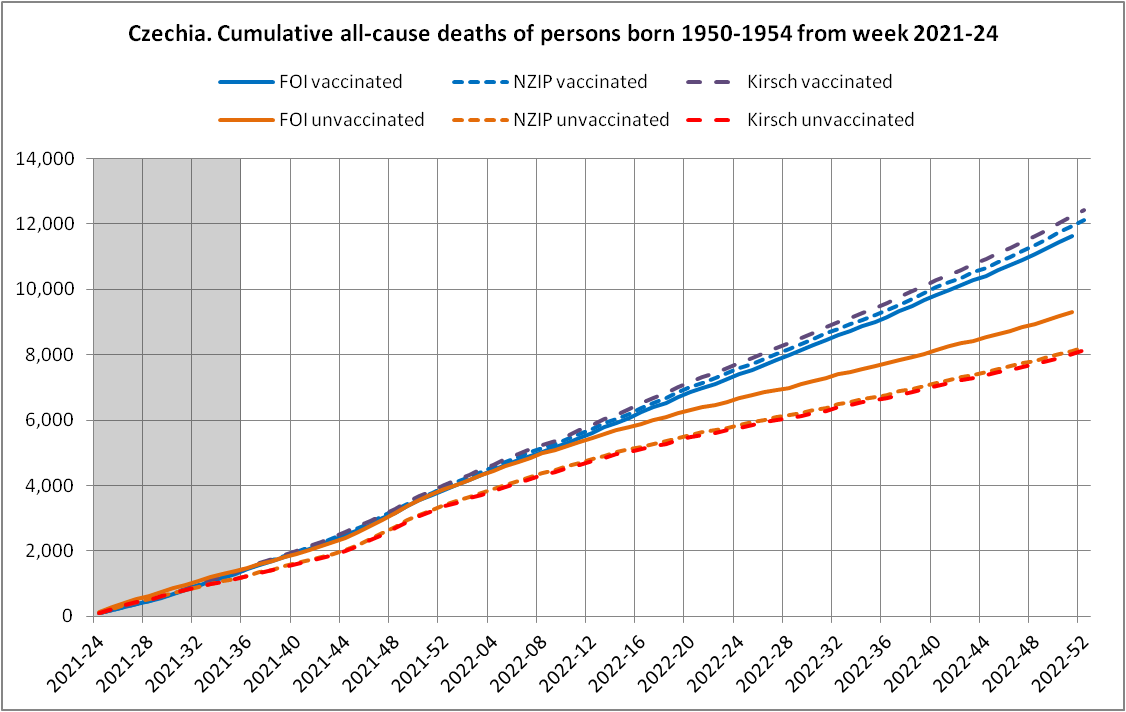 Czechia. Cumulative all-cause deaths of persons born 1950-1954 from week 2021-24
FOI vaccinated NZIP vaccinated Kirsch vaccinated
FOI unvaccinated NZIP unvaccinated Kirsch unvaccinated
14,000
12,000
10,000
8,000
6,000
4,000
2,000
0
2021-24 2021-28 2021-32 2021-36 2021-40 2021-44 2021-48 2021-52 2022-04 2022-08 2022-12 2022-16 2022-20 2022-24 2022-28 2022-32 2022-36 2022-40 2022-44 2022-48 2022-52